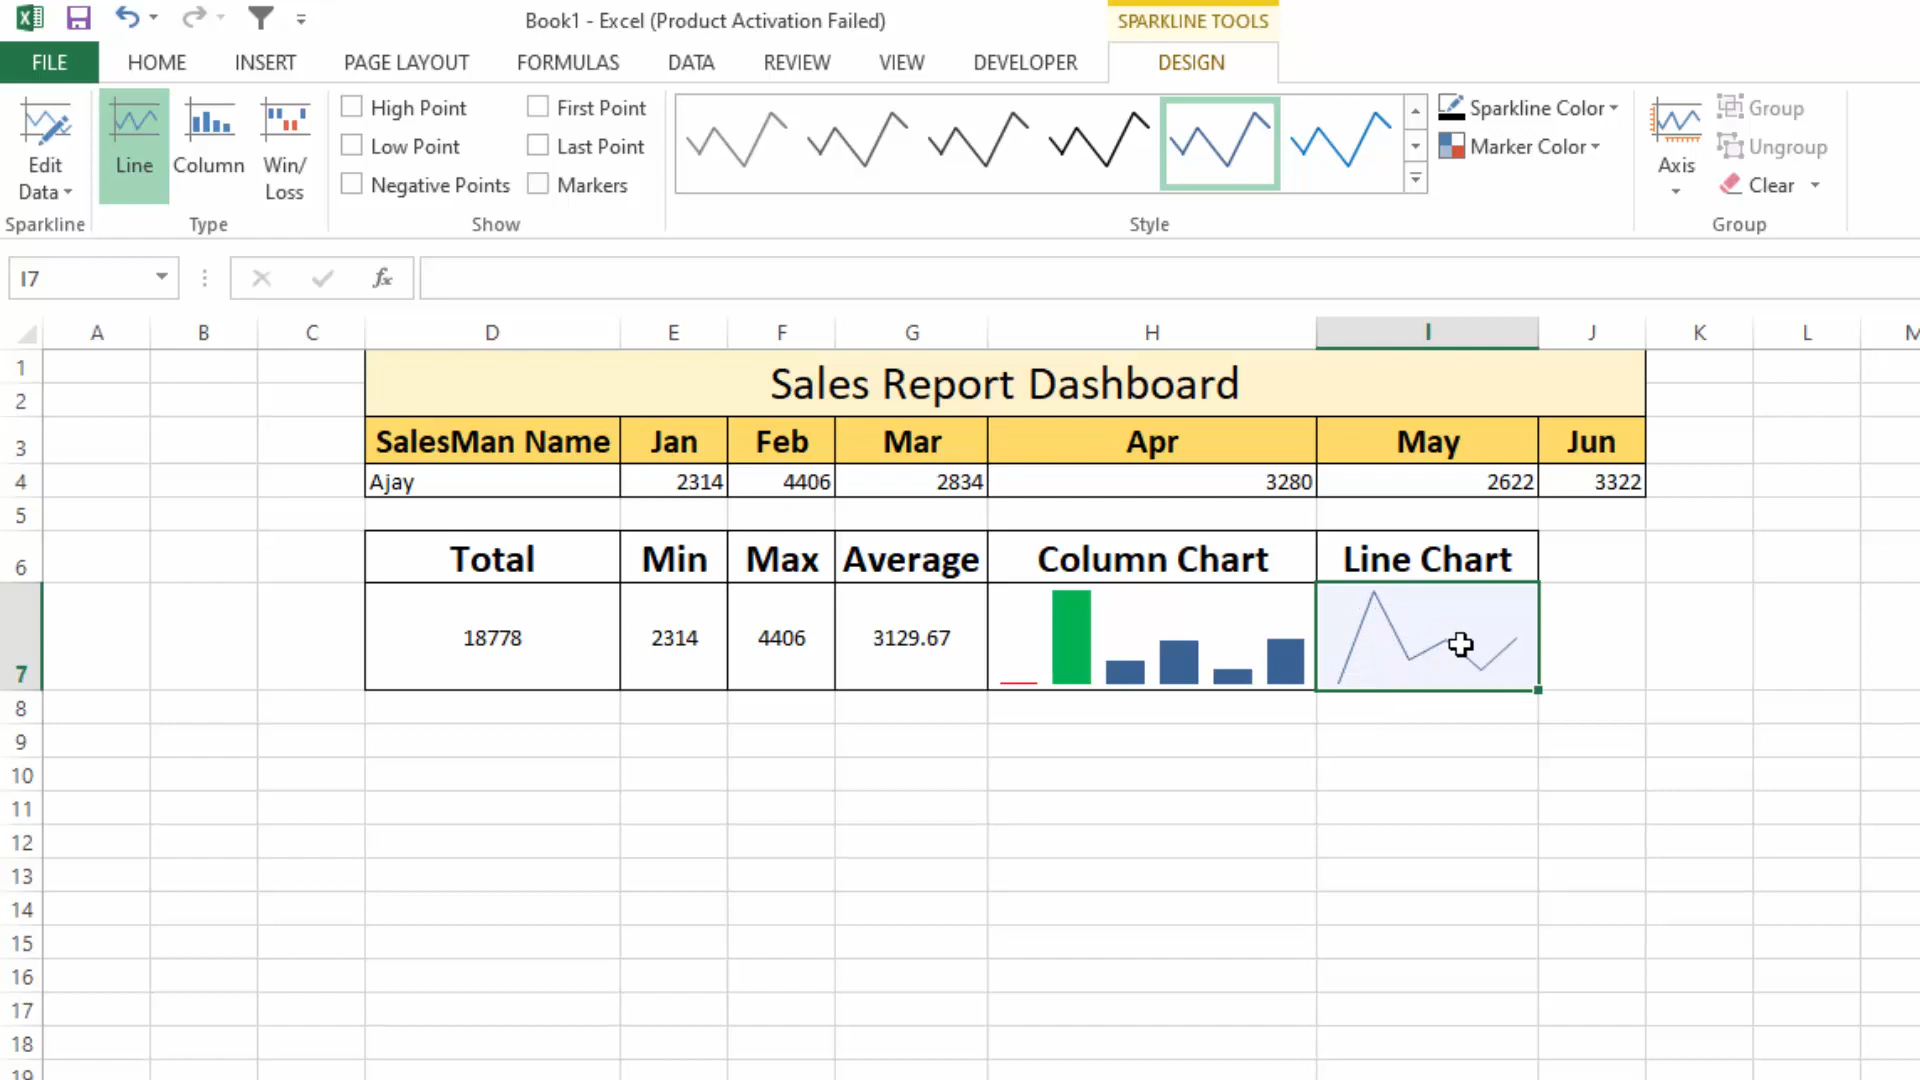 Book1 - Excel (Product Activation Failed)
SPARKLINE TOOLS
FILE HOME INSERT PAGE LAYOUT FORMULAS DATA REVIEW VIEW DEVELOPER DESIGN
Edit Data
Line
Column
Win/ Loss
High Point
First Point
Low Point
Last Point
Negative Points
Markers
Sparkline Color
Marker Color
Axis
Group
Ungroup
Clear
Sparkline Type Show Style Group
I7
fx
A B C D E F G H I J K L M
1
Sales Report Dashboard
2
3 SalesMan Name Jan Feb Mar Apr May Jun
4 Ajay 2314 4406 2834 3280 2622 3322
5
6 Total Min Max Average Column Chart Line Chart
7 18778 2314 4406 3129.67
8
9
10
11
12
13
14
15
16
17
18
19